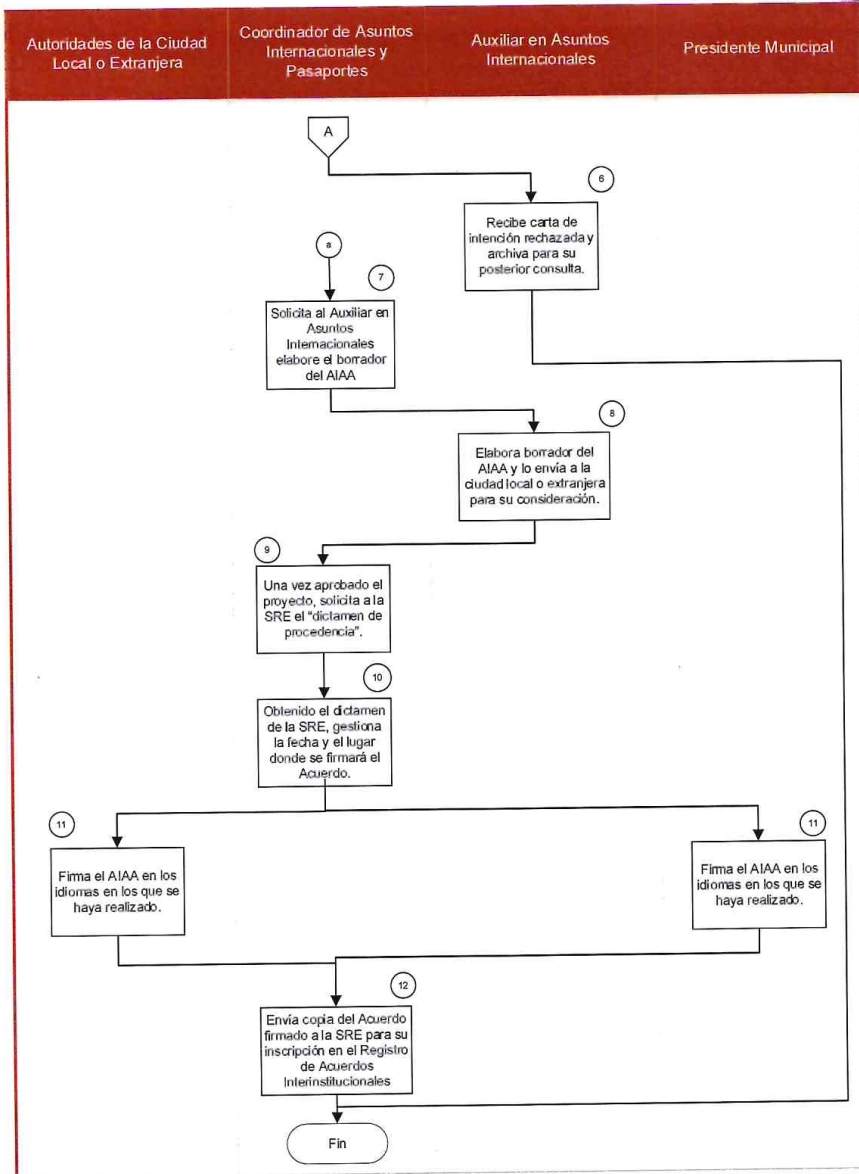 Autoridades de la Ciudad
Local o Extranjera
Coordinador de Asuntos
Internacionales y
Pasaportes
Auxiliar en Asuntos
Internacionales
Presidente Municipal
A
6
Recibe carta de
intención rechazada y
archiva para su
posterior consulta.
a
7
Solicita al Auxiliar en
Asuntos
Internacionales
elabore el borrador
del AIAA
8
Elabora borrador del
AIAA y lo envía a la
ciudad local o extranjera
para su consideración.
9
Una vez aprobado el
proyecto, solicita a la
SRE el “dictamen de
procedencia”.
10
Obtenido el dictamen
de la SRE, gestiona
la fecha y el lugar
donde se firmará el
Acuerdo.
11
Firma el AIAA en los
idiomas en los que se
haya realizado.
11
Firma el AIAA en los
idiomas en los que se
haya realizado.
12
Envía copia del Acuerdo
firmado a la SRE para su
inscripción en el Registro
de Acuerdos
Interinstitucionales
Fin